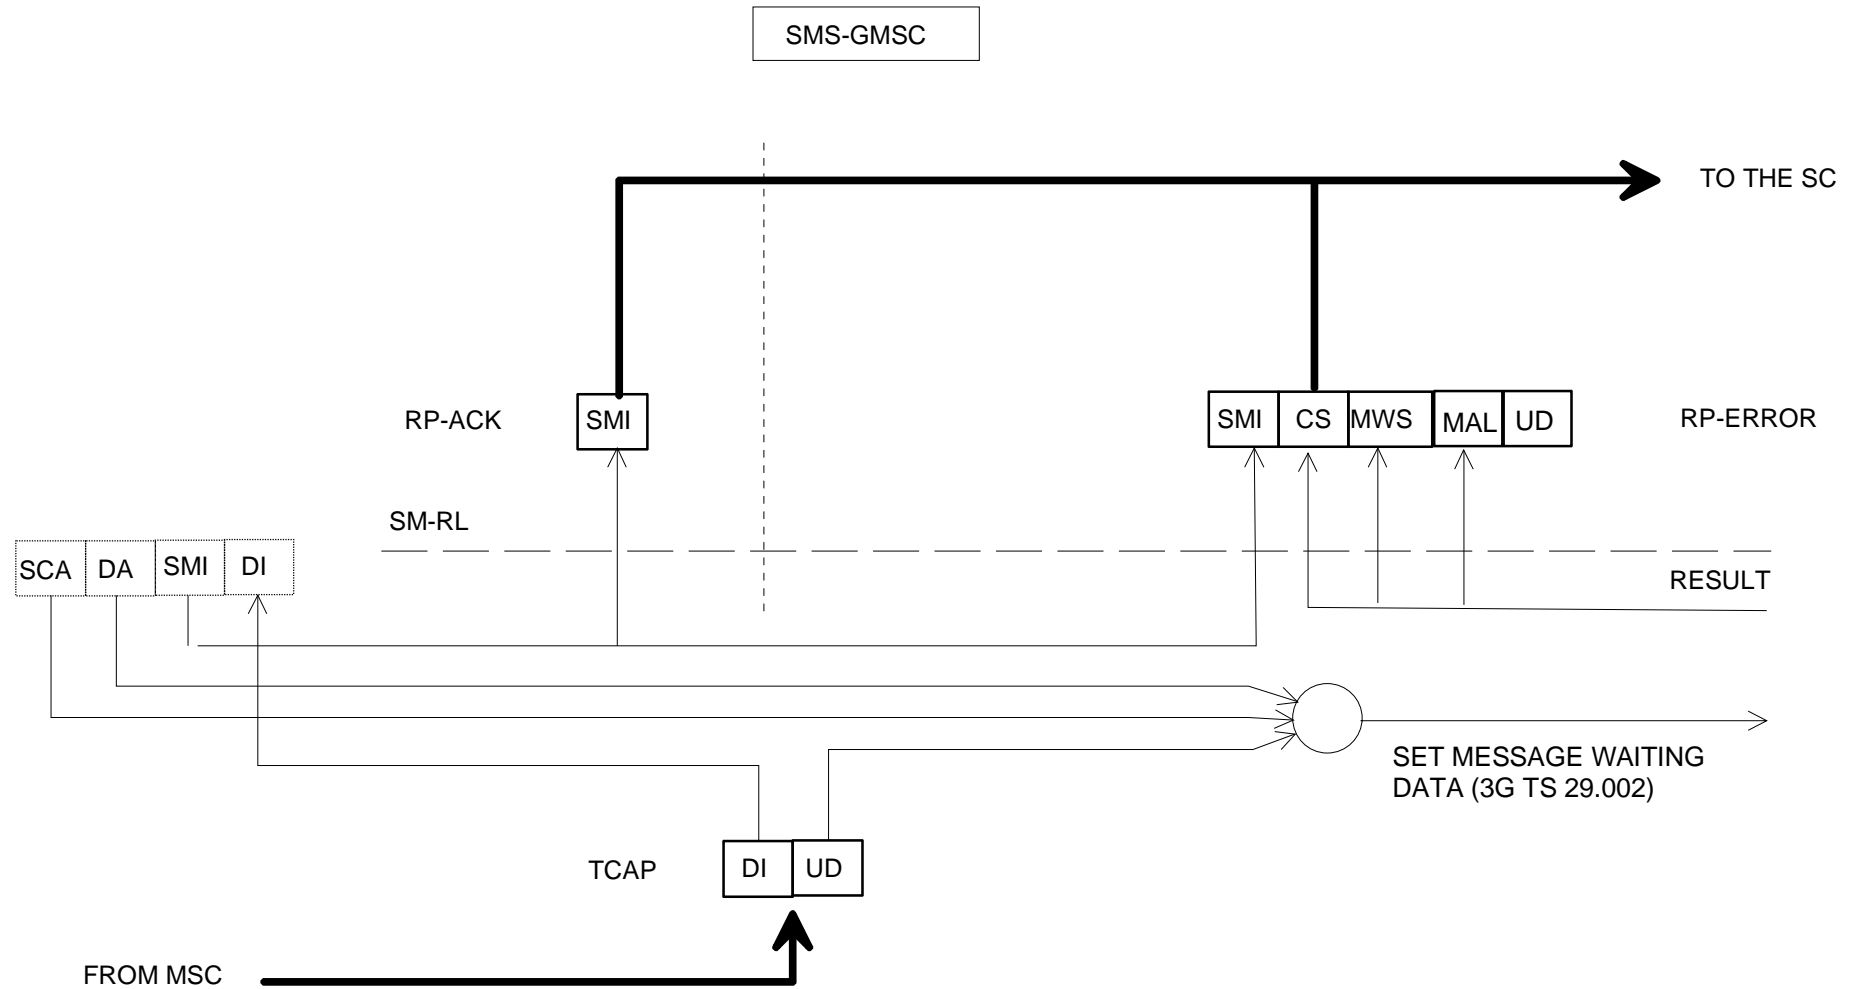 SMS-GMSC
TO THE SC
RP-ACK SMI SMI CS MWS MAL UD RP-ERROR
SM-RL
SCA DA SMI DI
RESULT
SET MESSAGE WAITING
DATA (3G TS 29.002)
TCAP DI UD
FROM MSC